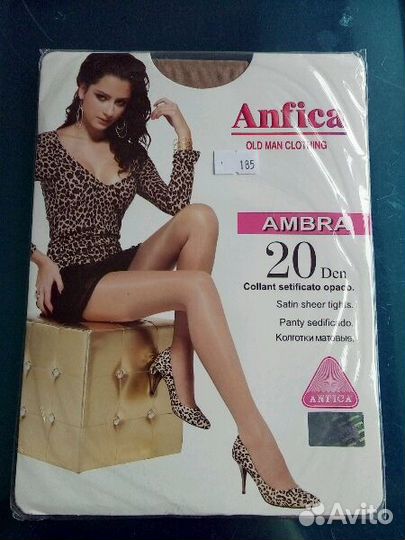 Anfica
OLD MAN CLOTHING
185
AMBRA
20 Den
Collant setificato opaco.
Satin sheer tights.
Panty sedificado.
Колготки матовые.
ANFICA
Avito